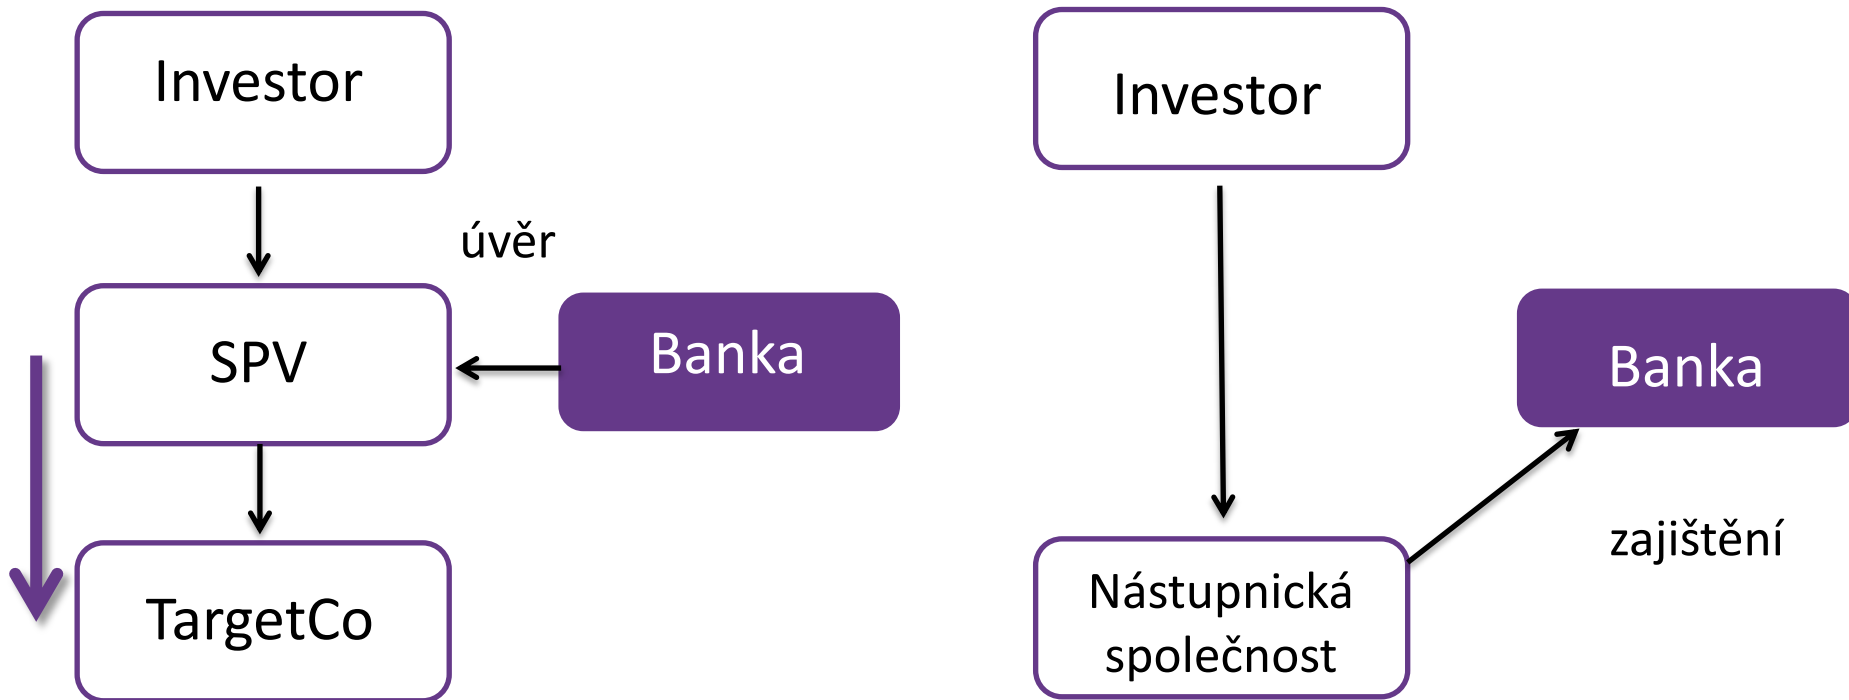 Investor
úvěr
SPV
Banka
TargetCo
Investor
Banka
zajištění
Nástupnická
společnost